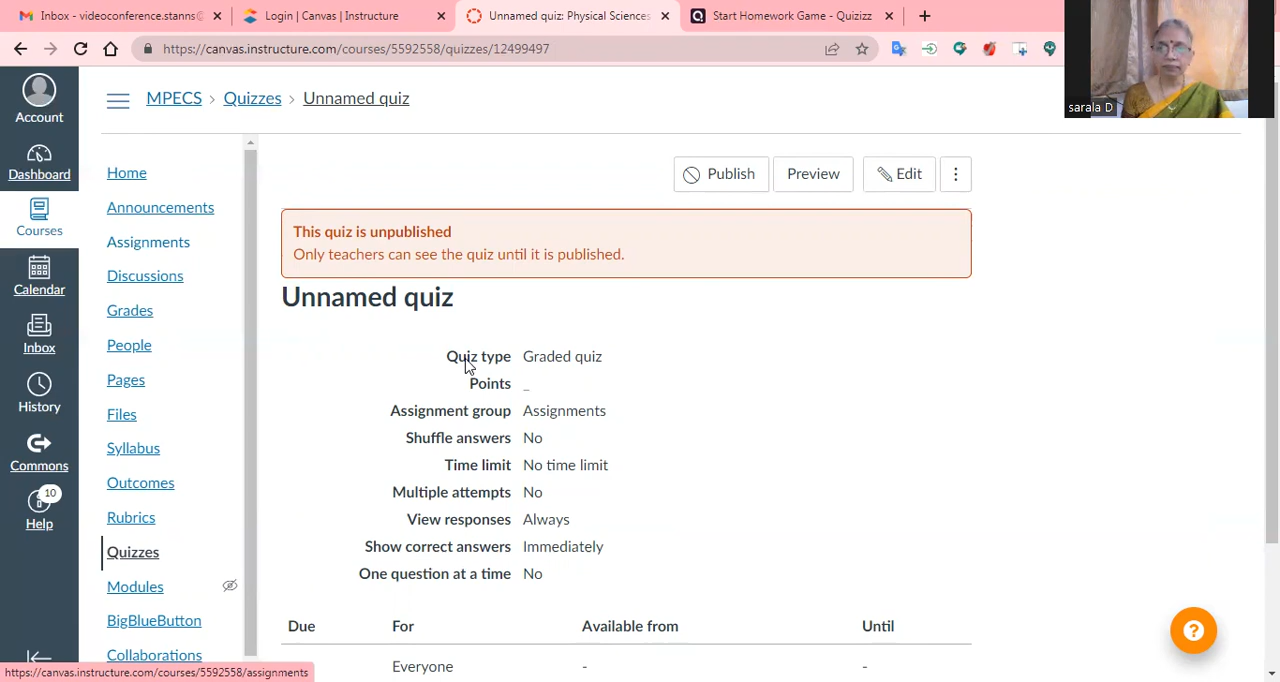 Inbox - videoconference.stanns@
Login | Canvas | Instructure
Unnamed quiz: Physical Sciences
Start Homework Game - Quizizz
https://canvas.instructure.com/courses/5592558/quizzes/12499497
sarala D
Account
Dashboard
Courses
Calendar
Inbox
History
Commons
10
Help
MPECS > Quizzes > Unnamed quiz
Home
Announcements
Assignments
Discussions
Grades
People
Pages
Files
Syllabus
Outcomes
Rubrics
Quizzes
Modules
BigBlueButton
Collaborations
Publish
Preview
Edit
This quiz is unpublished
Only teachers can see the quiz until it is published.
Unnamed quiz
Quiz type Graded quiz
Points _
Assignment group Assignments
Shuffle answers No
Time limit No time limit
Multiple attempts No
View responses Always
Show correct answers Immediately
One question at a time No
Due For Available from Until
Everyone - -
https://canvas.instructure.com/courses/5592558/assignments